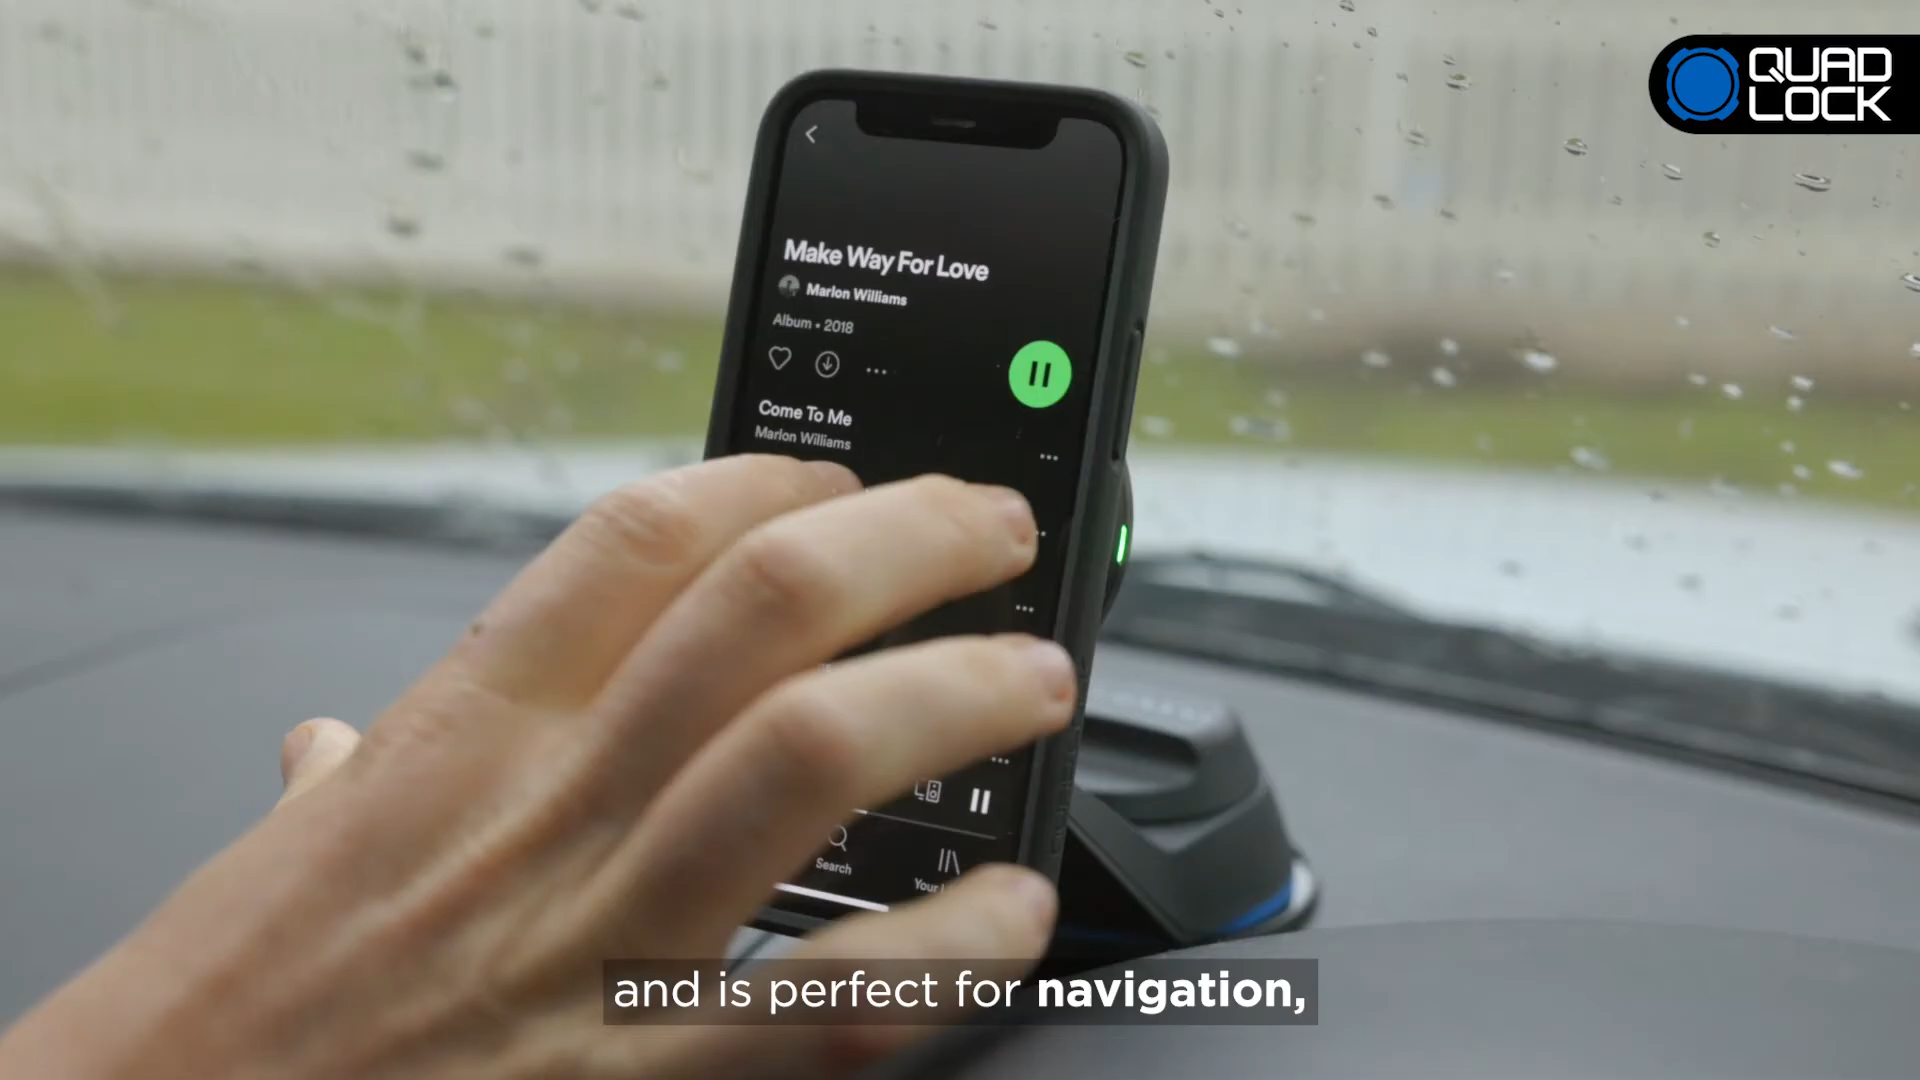 QUAD
LOCK
Make Way For Love
Marlon Williams
Album • 2018
Come To Me
Marlon Williams
Search
Your
and is perfect for navigation,